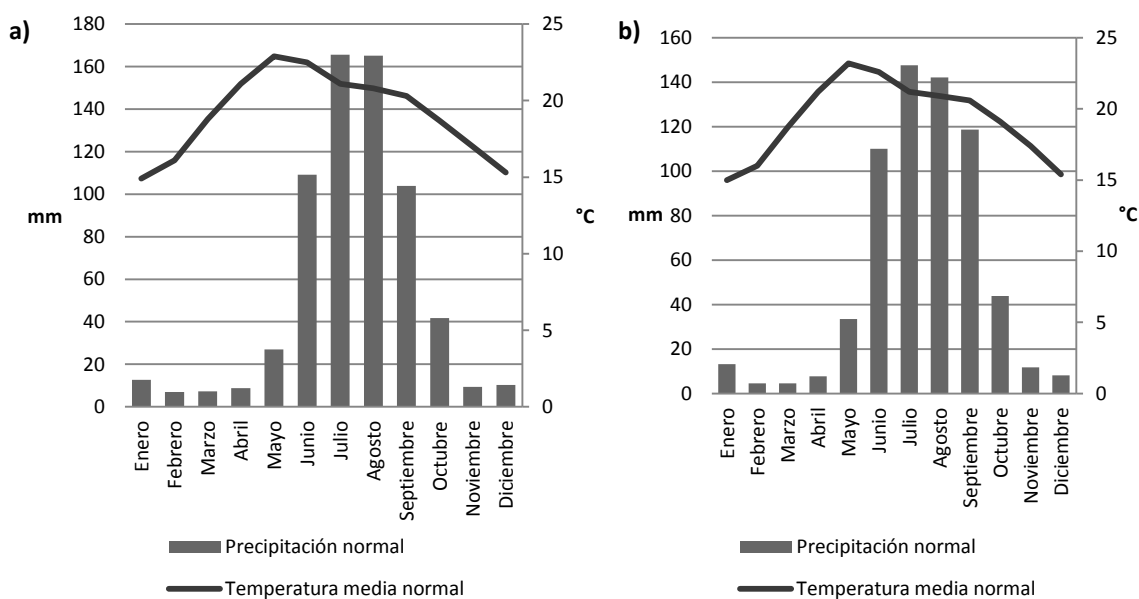 a)
180
160
140
120
100
80
60
40
20
0
mm
25
20
15
10
5
0
°C
Enero
Febrero
Marzo
Abril
Mayo
Junio
Julio
Agosto
Septiembre
Octubre
Noviembre
Diciembre
Precipitación normal
Temperatura media normal
b)
160
140
120
100
80
60
40
20
0
mm
25
20
15
10
5
0
°C
Enero
Febrero
Marzo
Abril
Mayo
Junio
Julio
Agosto
Septiembre
Octubre
Noviembre
Diciembre
Precipitación normal
Temperatura media normal